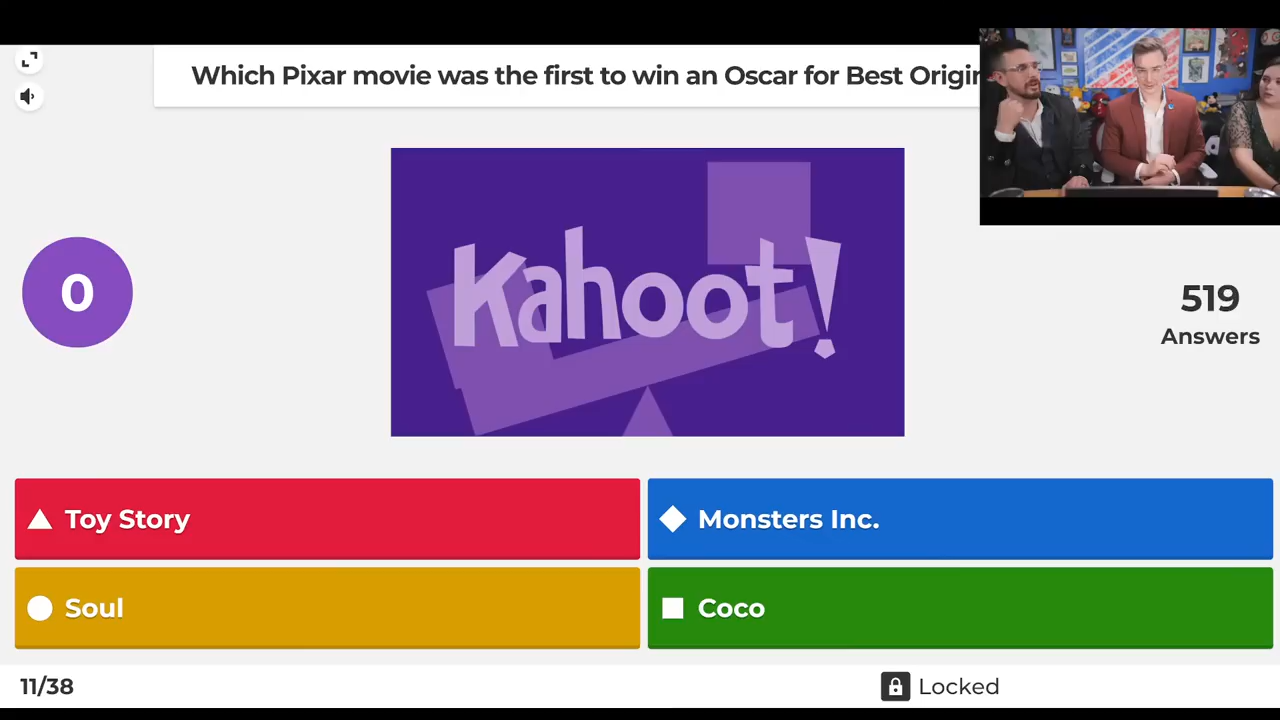 Which Pixar movie was the first to win an Oscar for Best
Kahoot!
0
519
Answers
Toy Story
Monsters Inc.
Soul
Coco
11/38
Locked